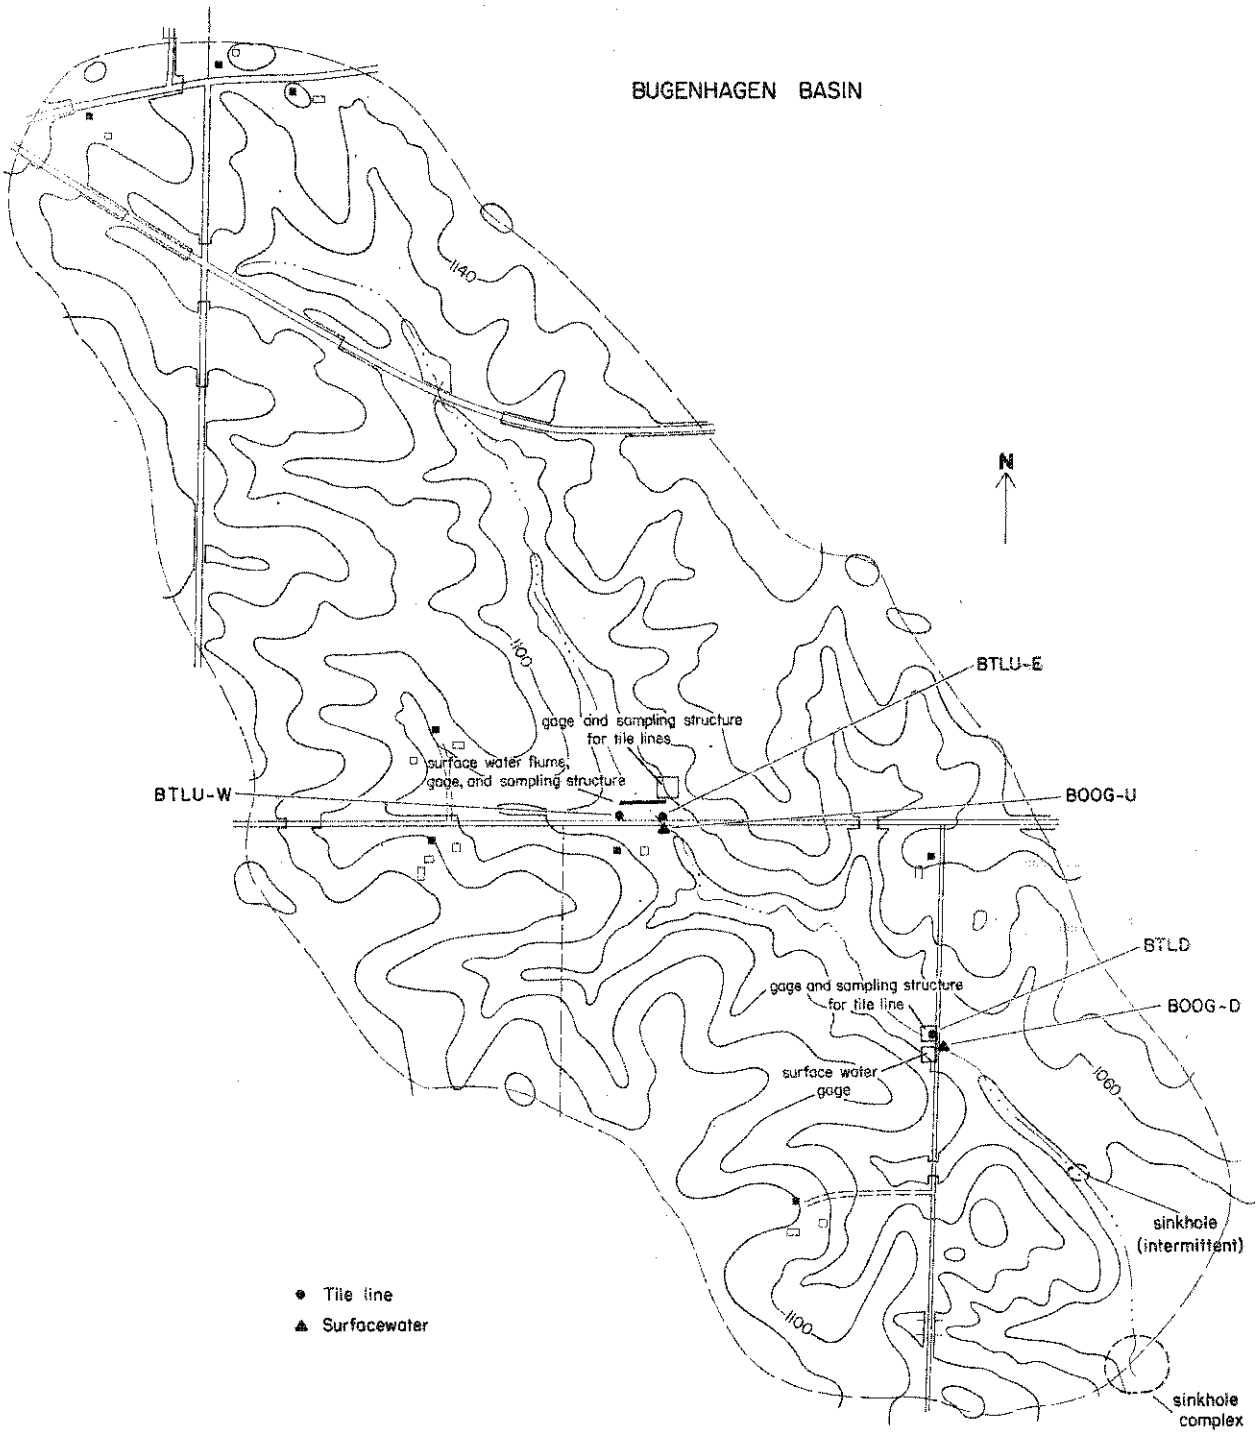 BUGENHAGEN BASIN
1140
N
1100
BTLU-E
gage and sampling structure
for tile lines
surface water flume,
gage, and sampling structure
BTLU-W
BOOG-U
BTLD
gage and sampling structure
for tile line
BOOG-D
surface water
gage
1060
sinkhole
(intermittent)
Tile line
Surfacewater
1100
sinkhole
complex